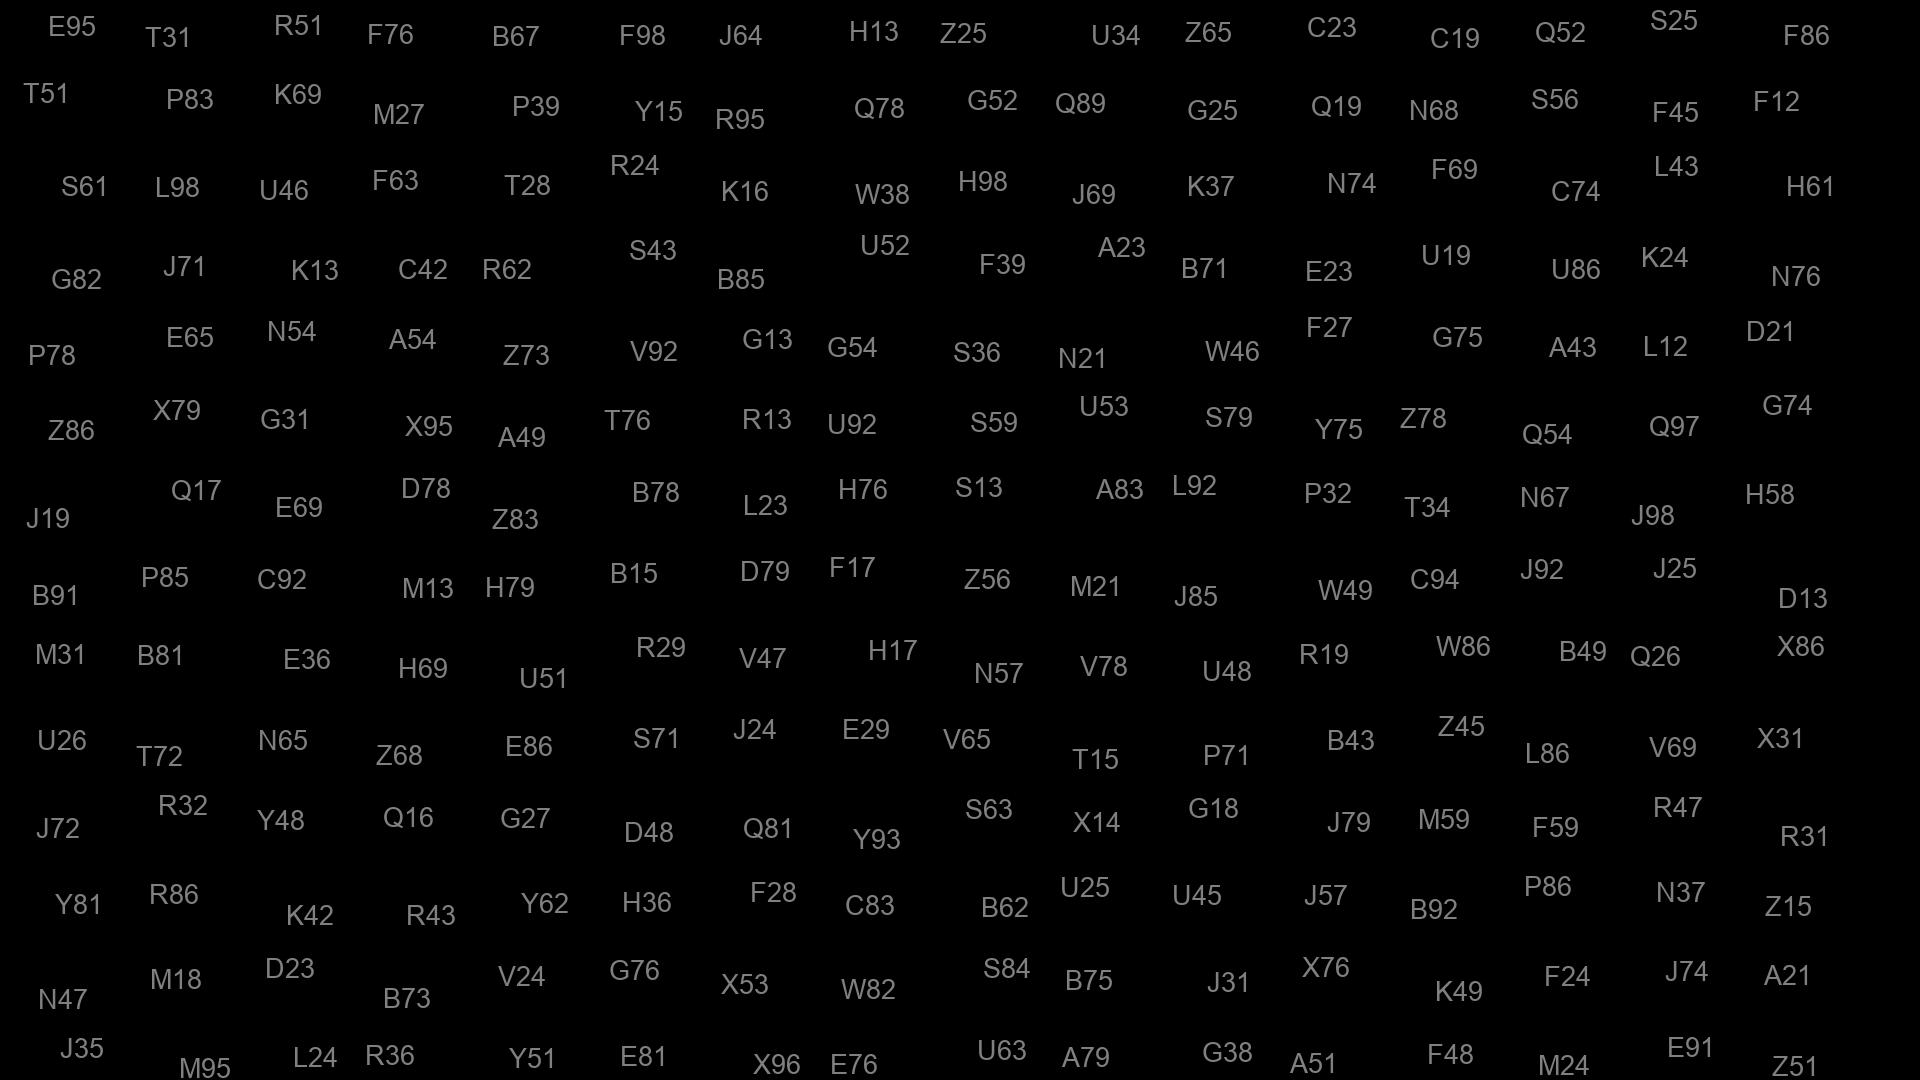 E95 T31 R51 F76 B67 F98 J64 H13 Z25 U34 Z65 C23 C19 Q52 S25 F86
T51 P83 K69 M27 P39 Y15 R95 Q78 G52 Q89 G25 Q19 N68 S56 F45 F12
S61 L98 U46 F63 T28 R24 K16 W38 H98 J69 K37 N74 F69 C74 L43 H61
G82 J71 K13 C42 R62 S43 B85 U52 F39 A23 B71 E23 U19 U86 K24 N76
P78 E65 N54 A54 Z73 V92 G13 G54 S36 N21 W46 F27 G75 A43 L12 D21
Z86 X79 G31 X95 A49 T76 R13 U92 S59 U53 S79 Y75 Z78 Q54 Q97 G74
J19 Q17 E69 D78 Z83 B78 L23 H76 S13 A83 L92 P32 T34 N67 J98 H58
B91 P85 C92 M13 H79 B15 D79 F17 Z56 M21 J85 W49 C94 J92 J25 D13
M31 B81 E36 H69 U51 R29 V47 H17 N57 V78 U48 R19 W86 B49 Q26 X86
U26 T72 N65 Z68 E86 S71 J24 E29 V65 T15 P71 B43 Z45 L86 V69 X31
J72 R32 Y48 Q16 G27 D48 Q81 Y93 S63 X14 G18 J79 M59 F59 R47 R31
Y81 R86 K42 R43 Y62 H36 F28 C83 B62 U25 U45 J57 B92 P86 N37 Z15
N47 M18 D23 B73 V24 G76 X53 W82 S84 B75 J31 X76 K49 F24 J74 A21
J35 M95 L24 R36 Y51 E81 X96 E76 U63 A79 G38 A51 F48 M24 E91 Z51